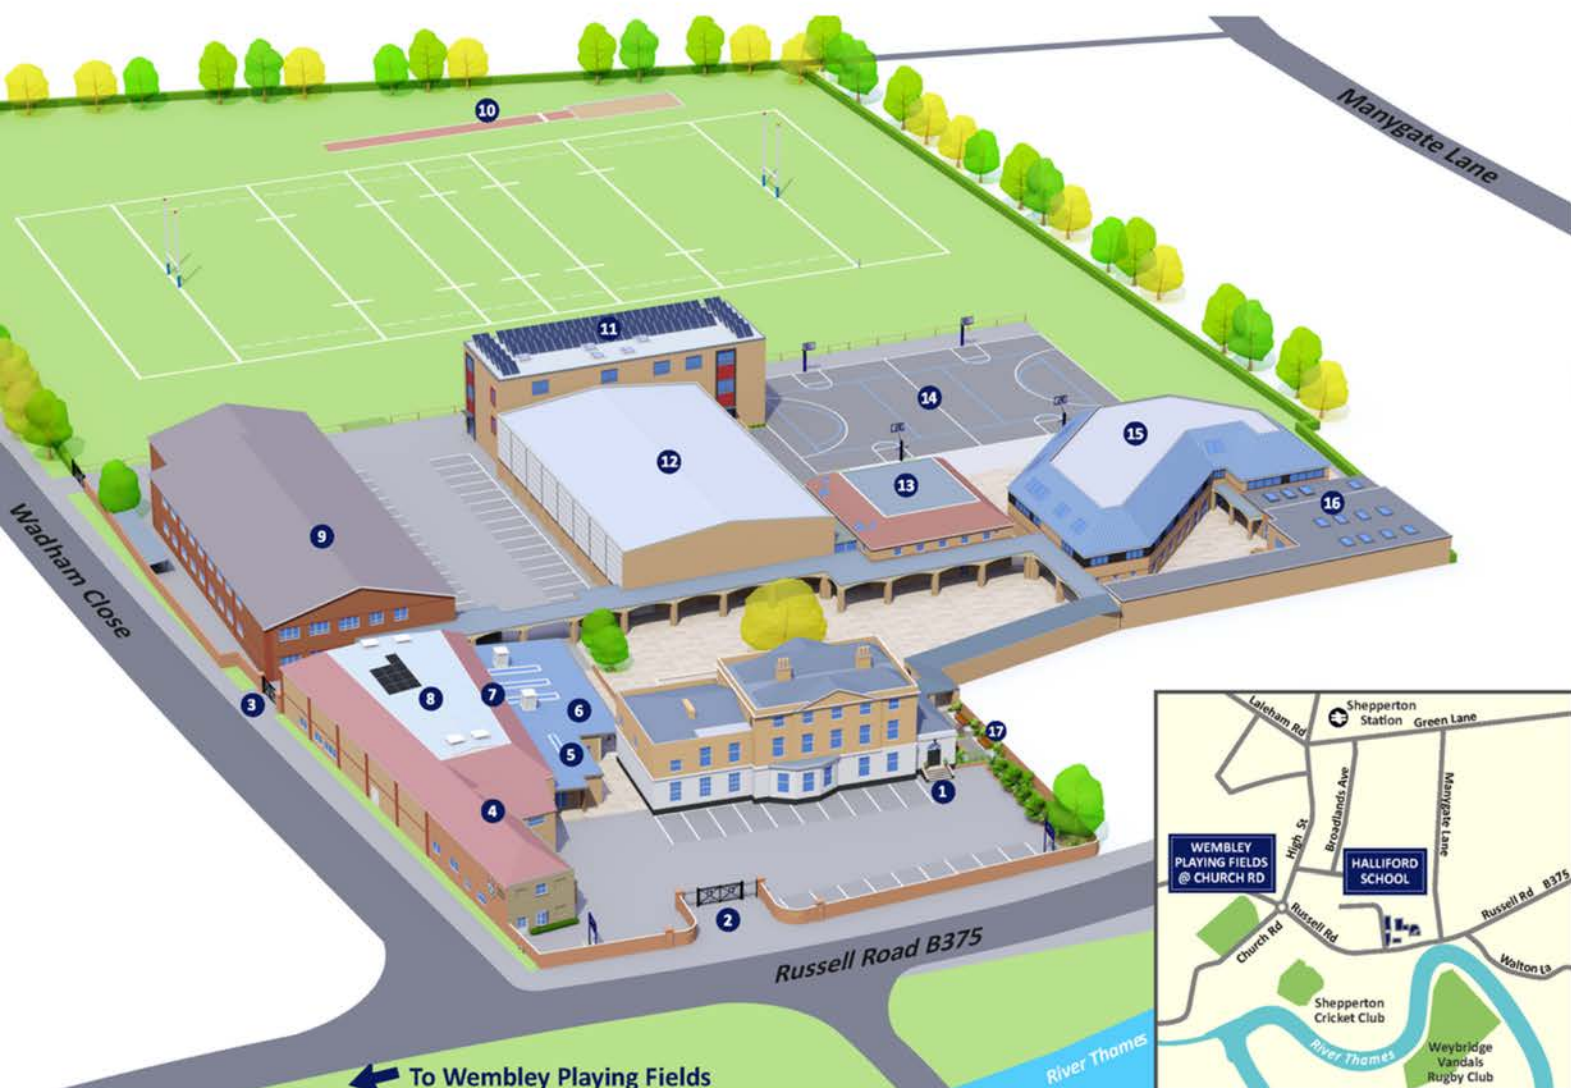 10
Manygate Lane
11
14
15
12
13
16
9
Wadham Close
8
7
6
3
5
17
1
4
2
Russell Road B375
To Wembley Playing Fields
River Thames
Shepperton
Station
Laleham Rd
Green Lane
Broadlands Ave
Manygate Lane
High St
WEMBLEY
PLAYING FIELDS
@ CHURCH RD
HALLIFORD
SCHOOL
Russell Rd B375
Russell Rd
Church Rd
Walton La
Shepperton
Cricket Club
River Thames
Weybridge
Vandals
Rugby Club